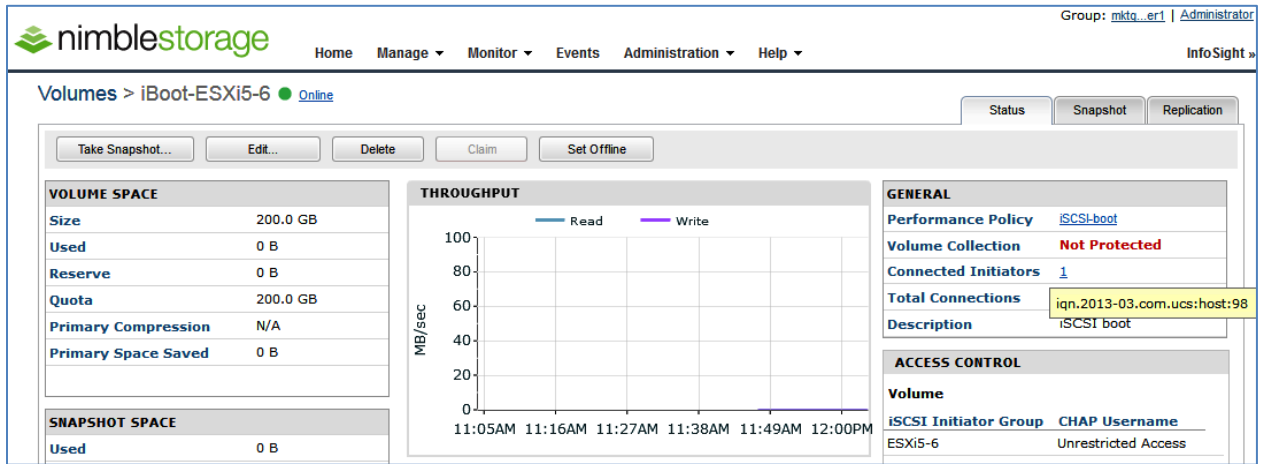 Group: mktg...er1 | Administrator
nimblestorage
Home Manage Monitor Events Administration Help InfoSight »
Volumes > iBoot-ESXi5-6 Online
Status Snapshot Replication
Take Snapshot... Edit... Delete Claim Set Offline
VOLUME SPACE
Size 200.0 GB
Used 0 B
Reserve 0 B
Quota 200.0 GB
Primary Compression N/A
Primary Space Saved 0 B
SNAPSHOT SPACE
Used 0 B
THROUGHPUT
Read Write
100
80
60
40
20
0
MB/sec
11:05AM 11:16AM 11:27AM 11:38AM 11:49AM 12:00PM
GENERAL
Performance Policy iSCSI-boot
Volume Collection Not Protected
Connected Initiators 1
Total Connections
iqn.2013-03.com.ucs:host:98
Description iSCSI boot
ACCESS CONTROL
Volume
iSCSI Initiator Group CHAP Username
ESXi5-6 Unrestricted Access